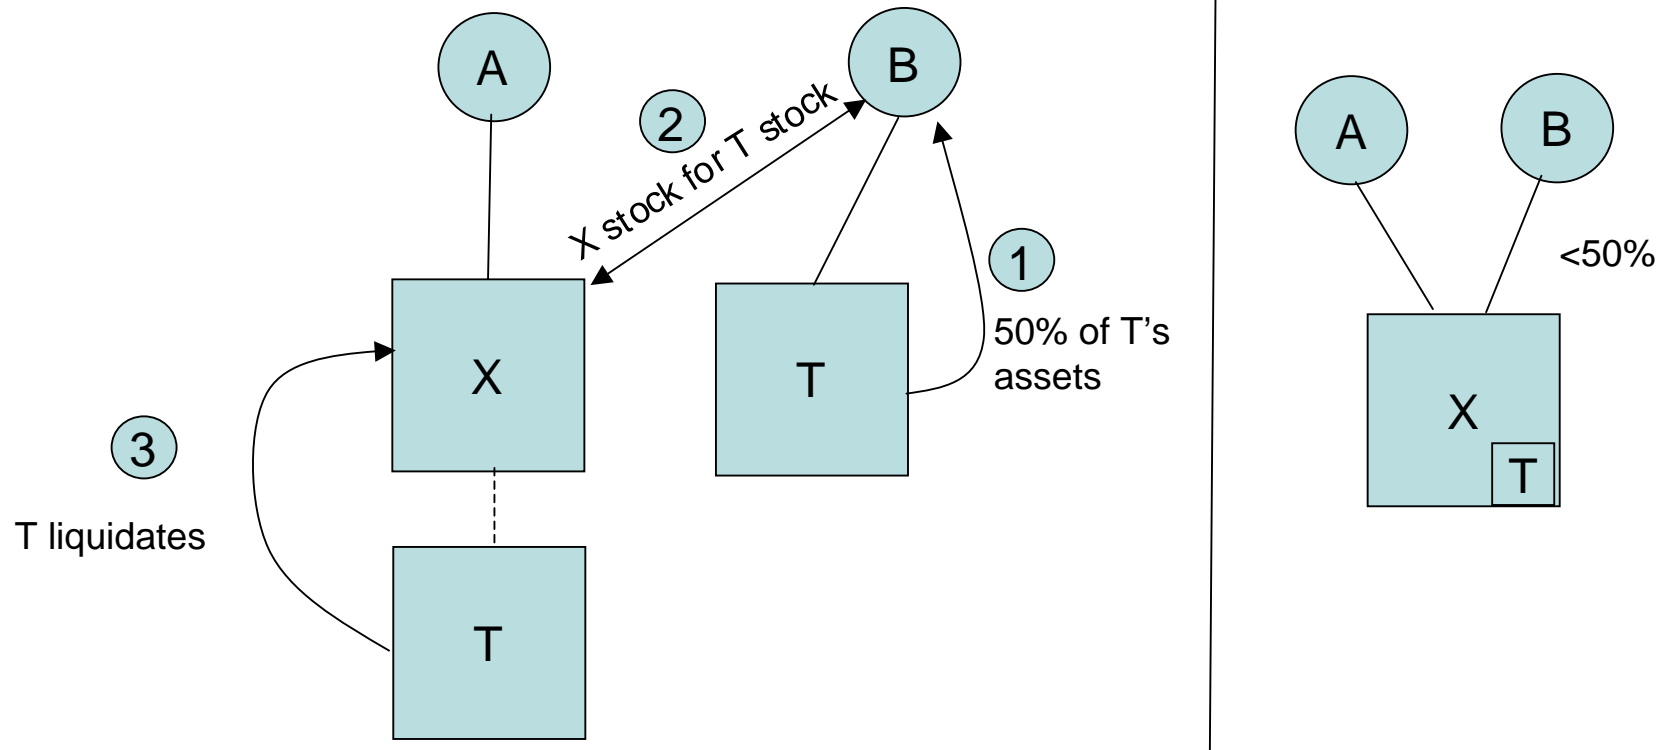 A
B
2
X stock for T stock
1
50% of T’s
assets
X
T
3
T liquidates
T
A
B
<50%
X
T